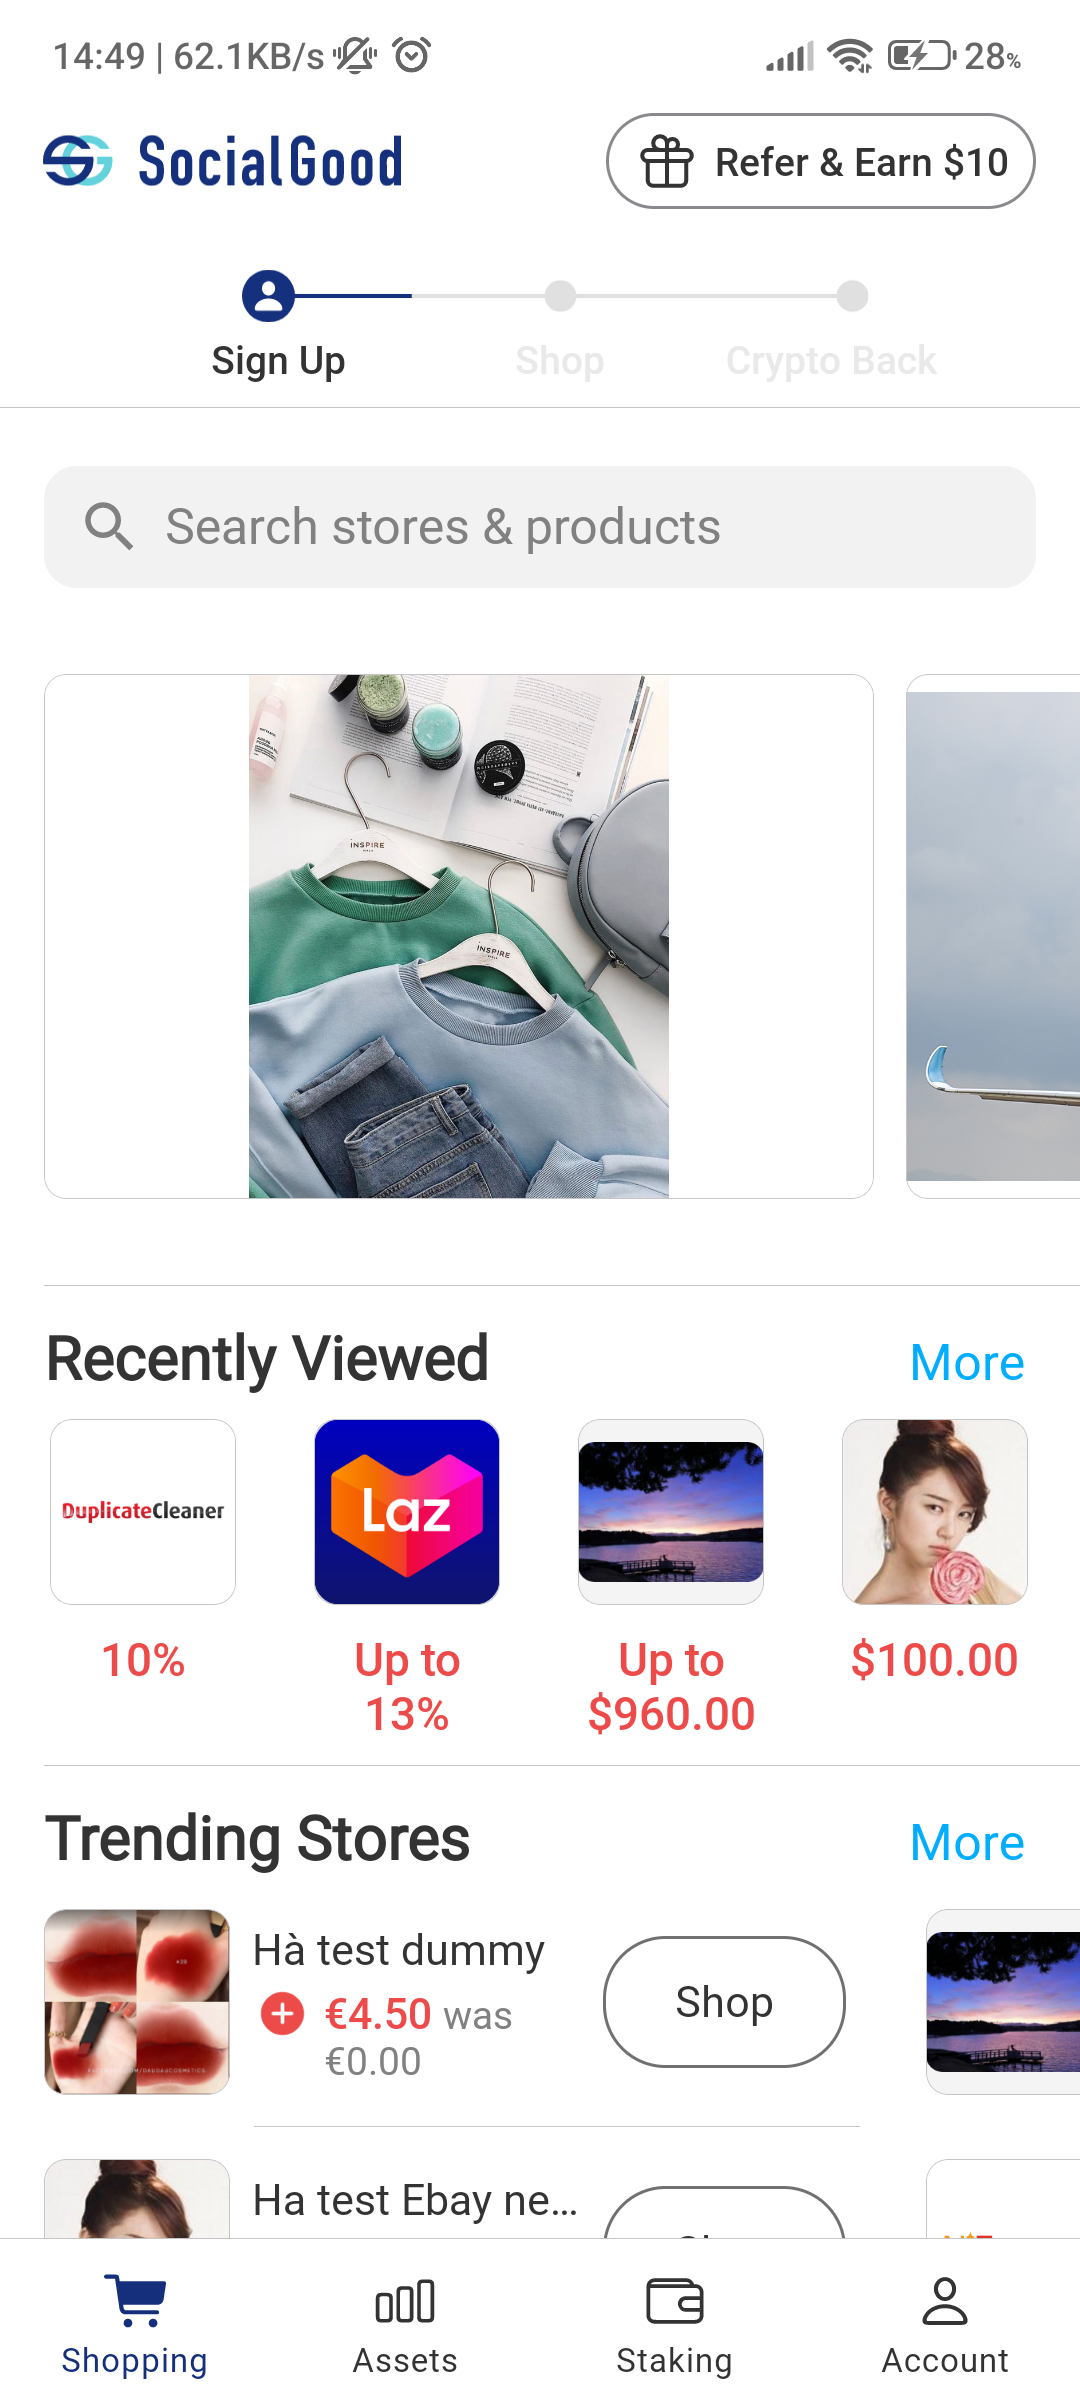 14:49 | 62.1KB/s
28%
SocialGood
Refer & Earn $10
Sign Up
Shop
Crypto Back
Search stores & products
INSPIRE
INSPIRE
Recently Viewed
More
DuplicateCleaner
Laz
10%
Up to
13%
Up to
$960.00
$100.00
Trending Stores
More
Hà test dummy
€4.50 was
€0.00
Shop
Ha test Ebay ne...
Shopping
Assets
Staking
Account